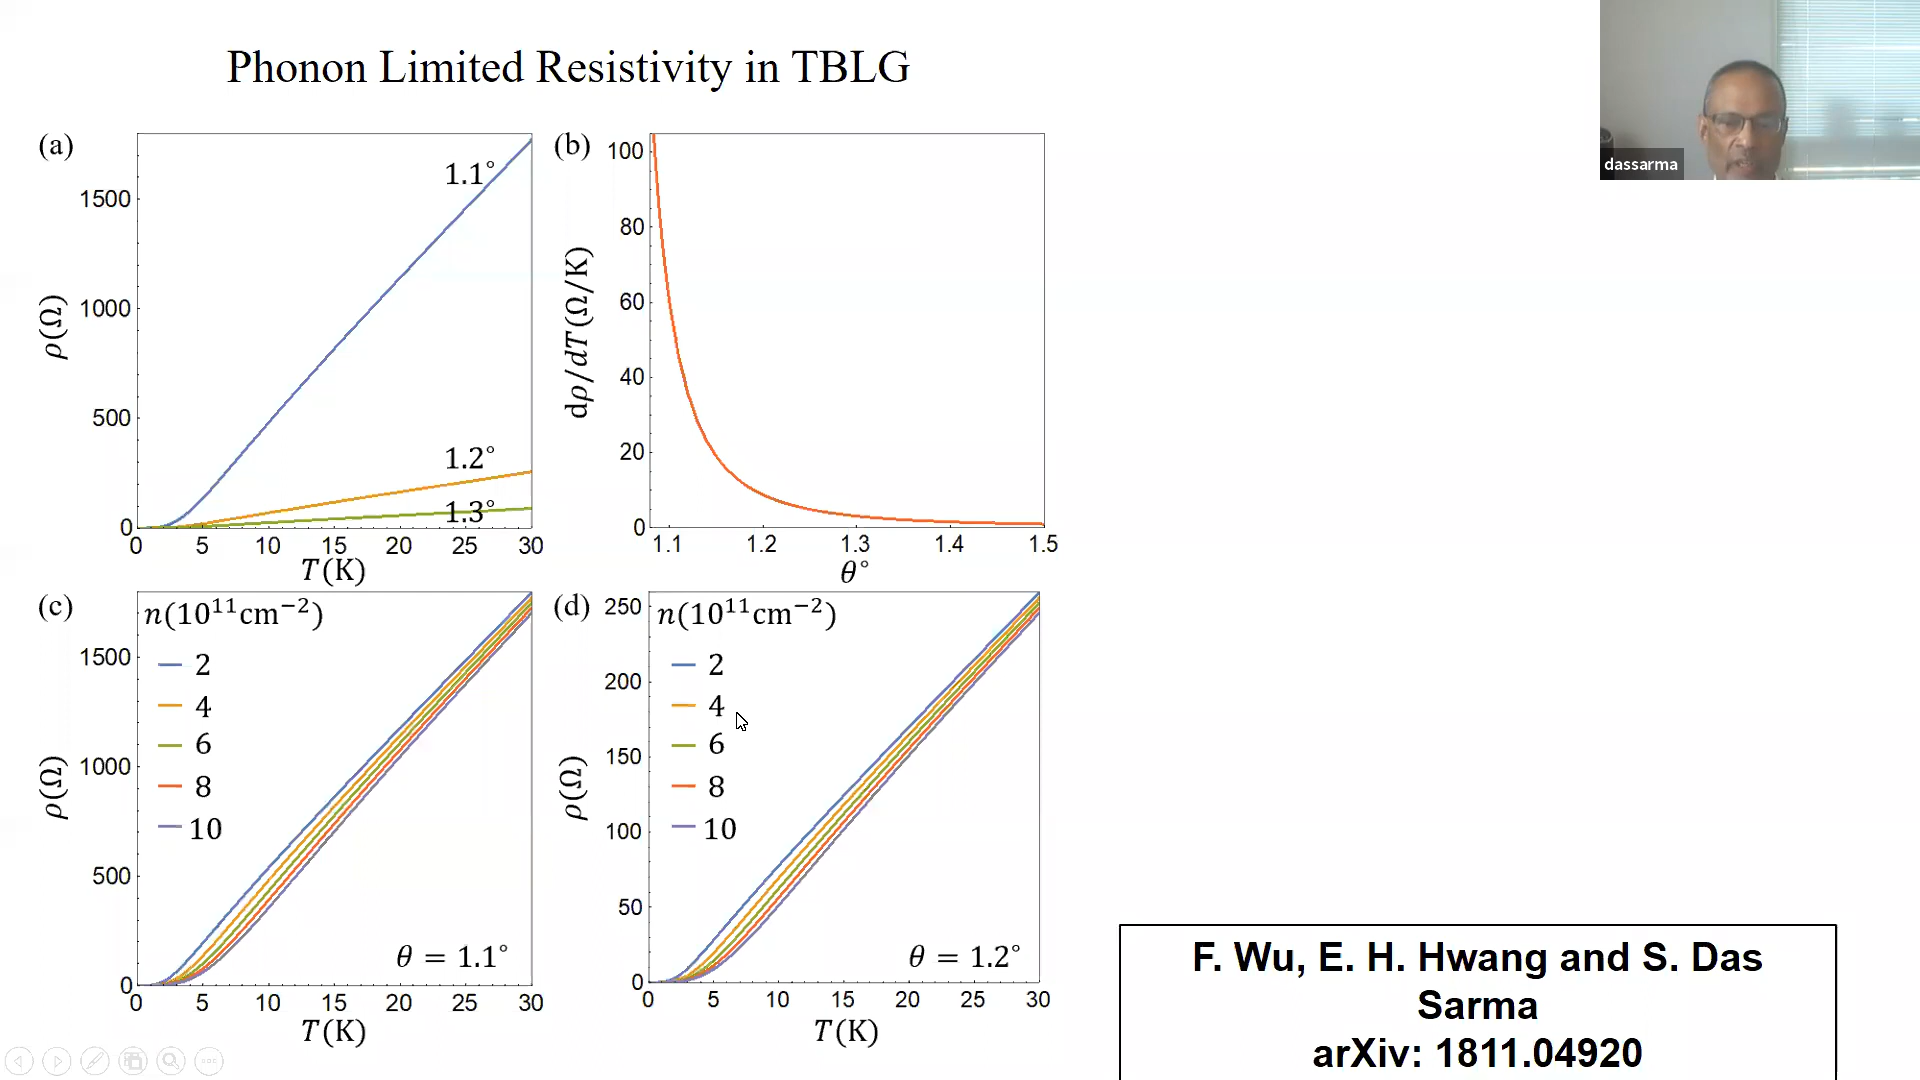 Phonon Limited Resistivity in TBLG
dassarma
(a)
1.1°
1.2°
1.3°
1500
1000
500
0
ρ(Ω)
0 5 10 15 20 25 30
T(K)
(b)
100
80
60
40
20
0
dρ/dT(Ω/K)
1.1 1.2 1.3 1.4 1.5
θ°
(c)
n(10¹¹cm⁻²)
2
4
6
8
10
1500
1000
500
0
ρ(Ω)
θ = 1.1°
0 5 10 15 20 25 30
T(K)
(d)
n(10¹¹cm⁻²)
2
4
6
8
10
250
200
150
100
50
0
ρ(Ω)
θ = 1.2°
0 5 10 15 20 25 30
T(K)
F. Wu, E. H. Hwang and S. Das
Sarma
arXiv: 1811.04920